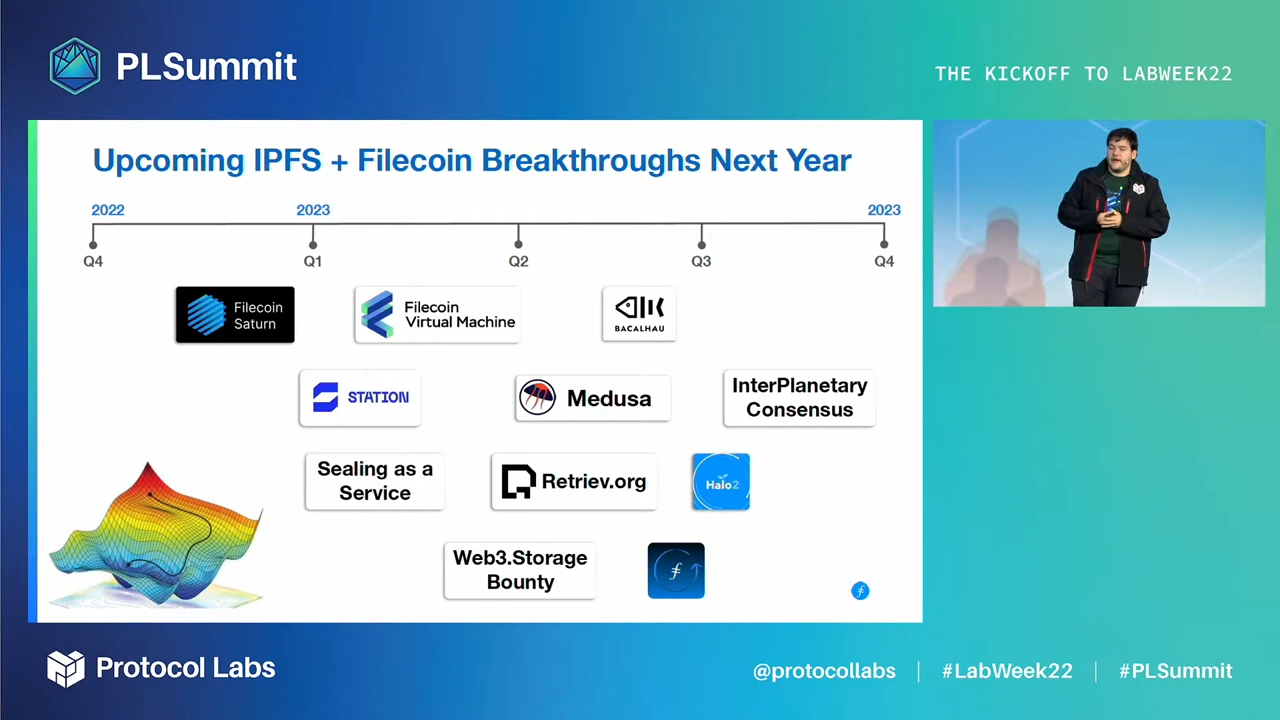 PLSummit
THE KICKOFF TO LABWEEK22
Upcoming IPFS + Filecoin Breakthroughs Next Year
2022
2023
2023
Q4
Q1
Q2
Q3
Q4
Filecoin
Saturn
Filecoin
Virtual Machine
BACALHAU
STATION
Medusa
InterPlanetary
Consensus
Sealing as a
Service
Retriev.org
Halo2
Web3.Storage
Bounty
Protocol Labs
@protocollabs | #LabWeek22 | #PLSummit